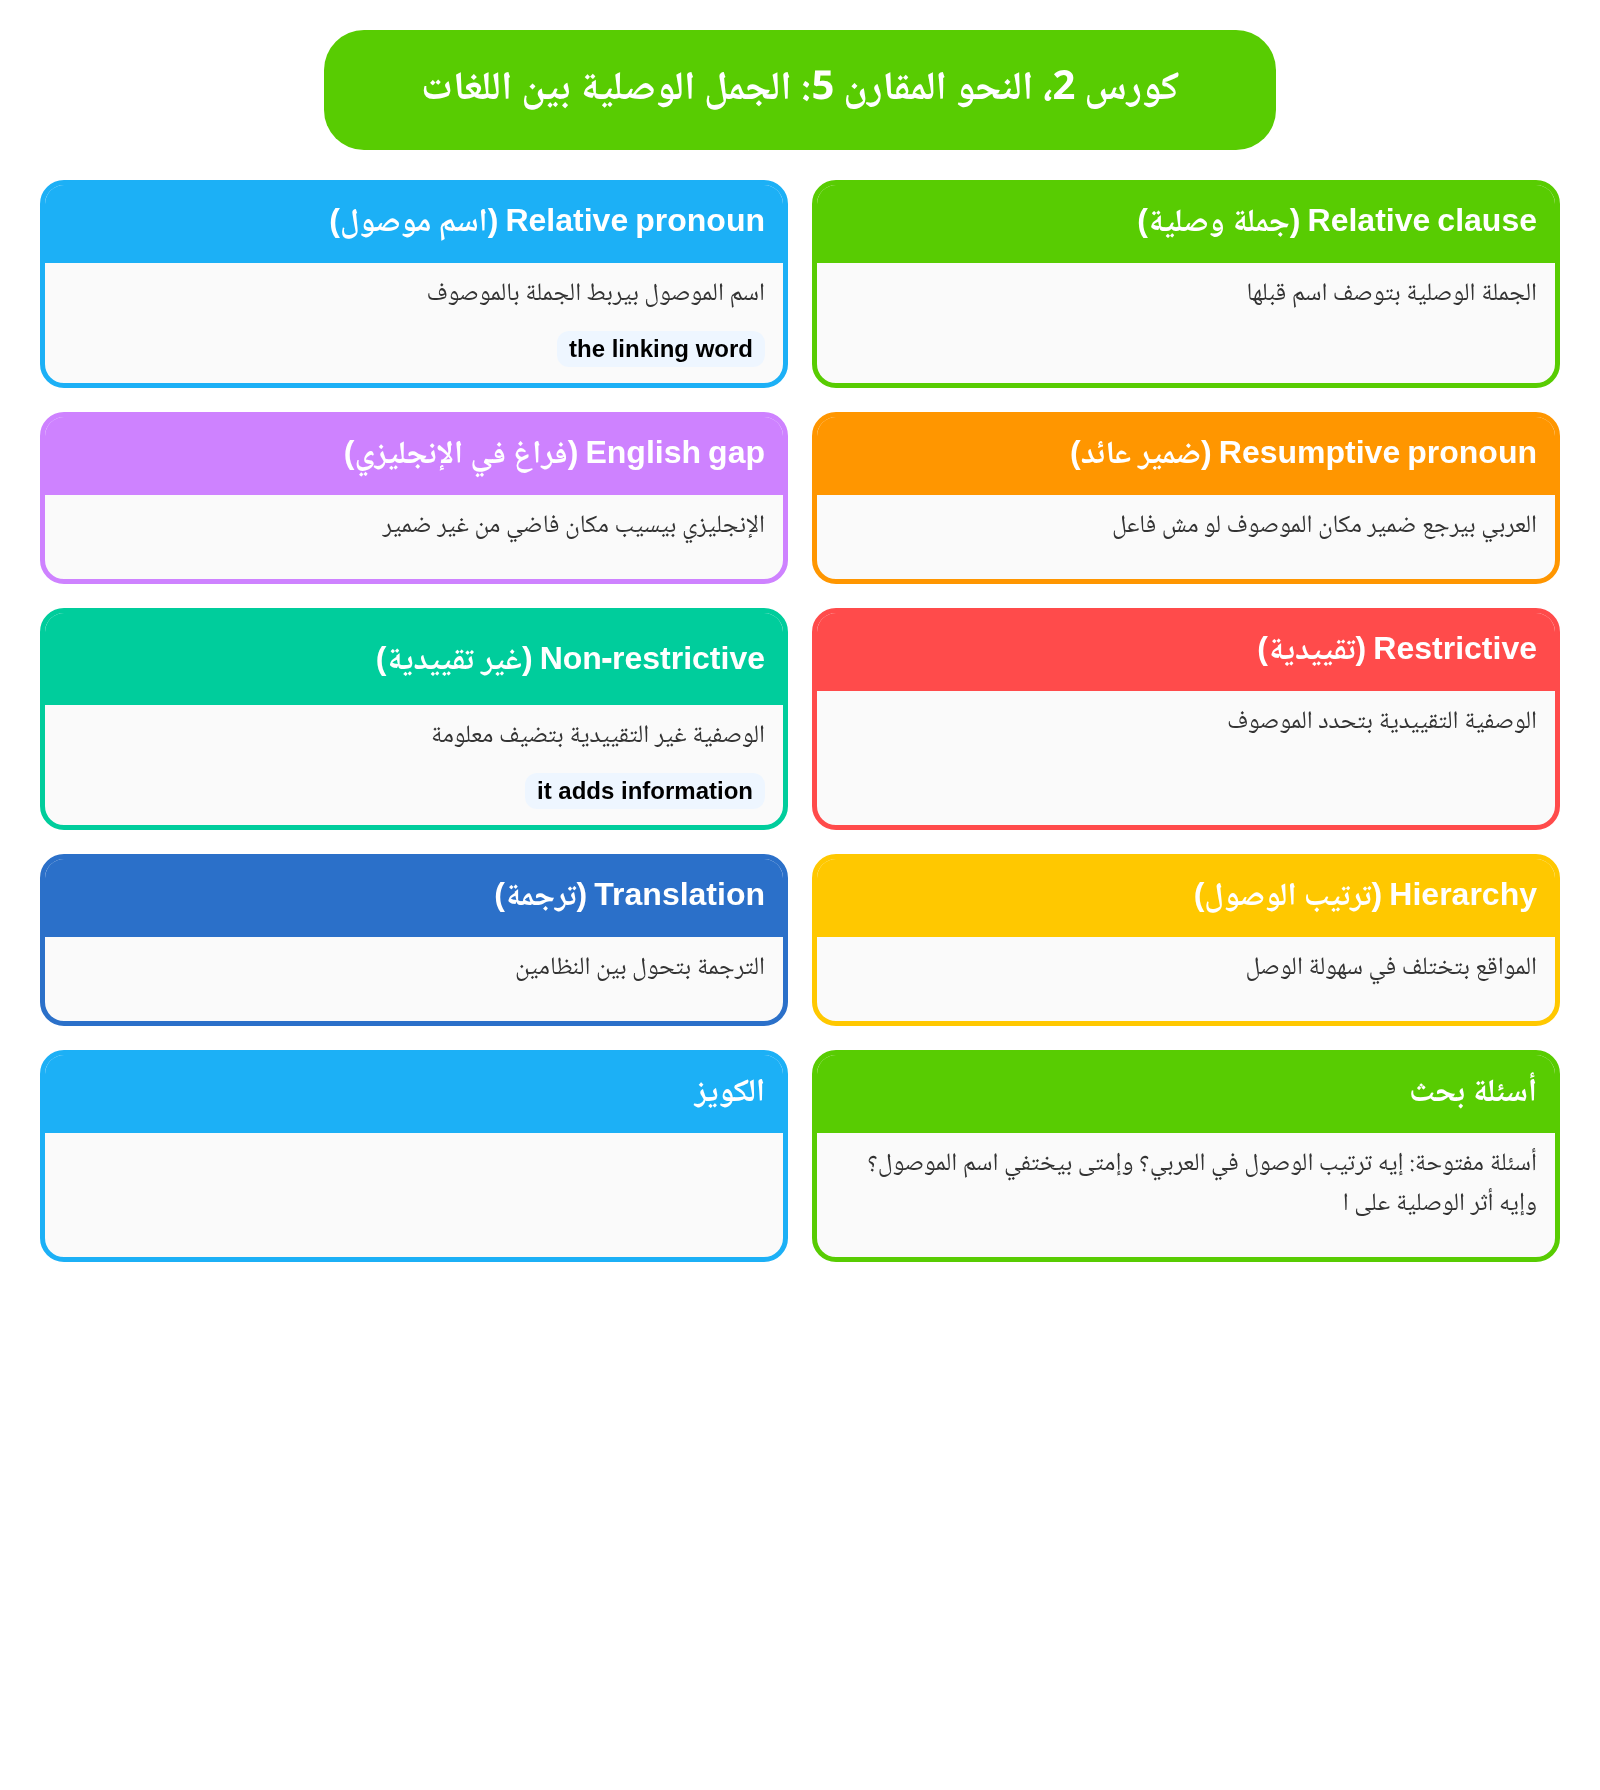 كورس 2، النحو المقارن 5: الجمل الوصلية بين اللغات
Relative clause (جملة وصلية)
الجملة الوصلية بتوصف اسم قبلها
Relative pronoun (اسم موصول)
اسم الموصول بيربط الجملة بالموصوف
the linking word
Resumptive pronoun (ضمير عائد)
العربي بيرجع ضمير مكان الموصوف لو مش فاعل
English gap (فراغ في الإنجليزي)
الإنجليزي بيسيب مكان فاضي من غير ضمير
Restrictive (تقييدية)
الوصفية التقييدية بتحدد الموصوف
Non-restrictive (غير تقييدية)
الوصفية غير التقييدية بتضيف معلومة
it adds information
Hierarchy (ترتيب الوصول)
المواقع بتختلف في سهولة الوصل
Translation (ترجمة)
الترجمة بتحول بين النظامين
أسئلة بحث
أسئلة مفتوحة: إيه ترتيب الوصول في العربي؟ وإمتى بيختفي اسم الموصول؟
وإيه أثر الوصلية على ا
الكويز